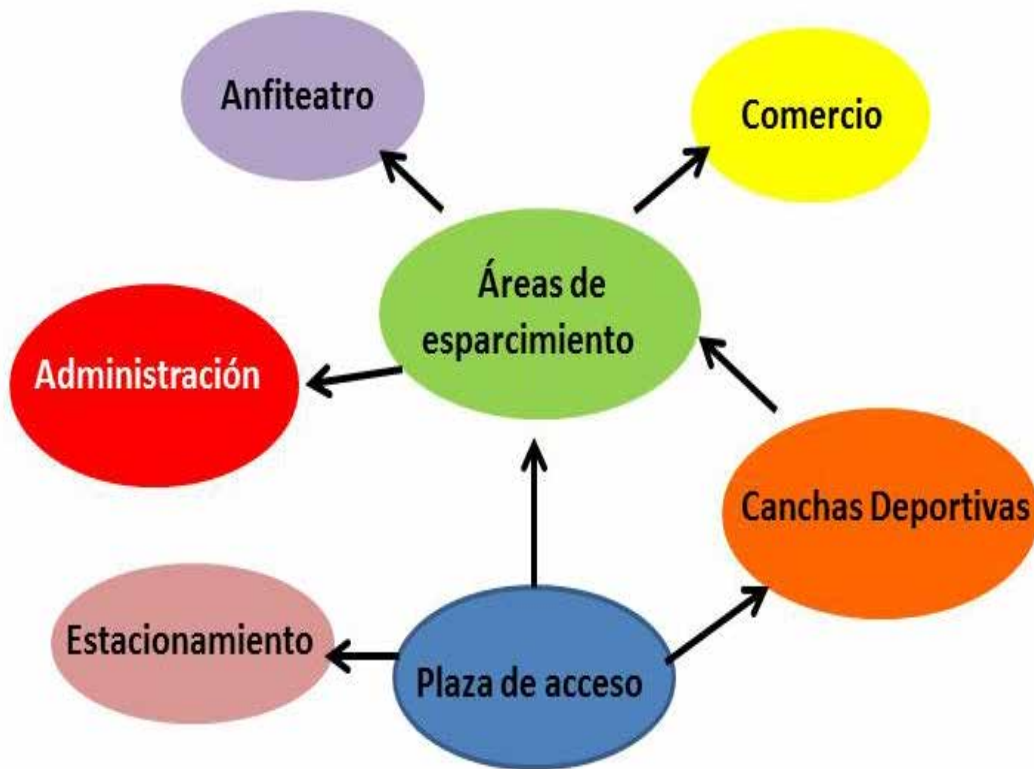 Anfiteatro
Comercio
Áreas de
esparcimiento
Administración
Canchas Deportivas
Estacionamiento
Plaza de acceso